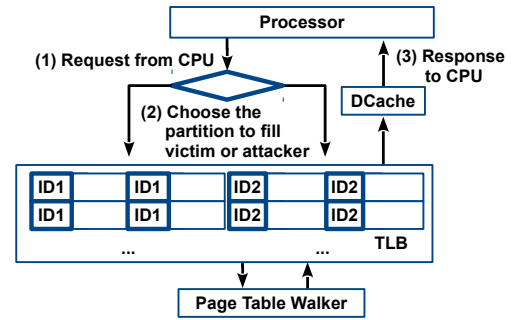 Processor
(1) Request from CPU
(3) Response
to CPU
(2) Choose the
partition to fill
victim or attacker
DCache
ID1 ID1 ID2 ID2
ID1 ID1 ID2 ID2
... ...
TLB
Page Table Walker